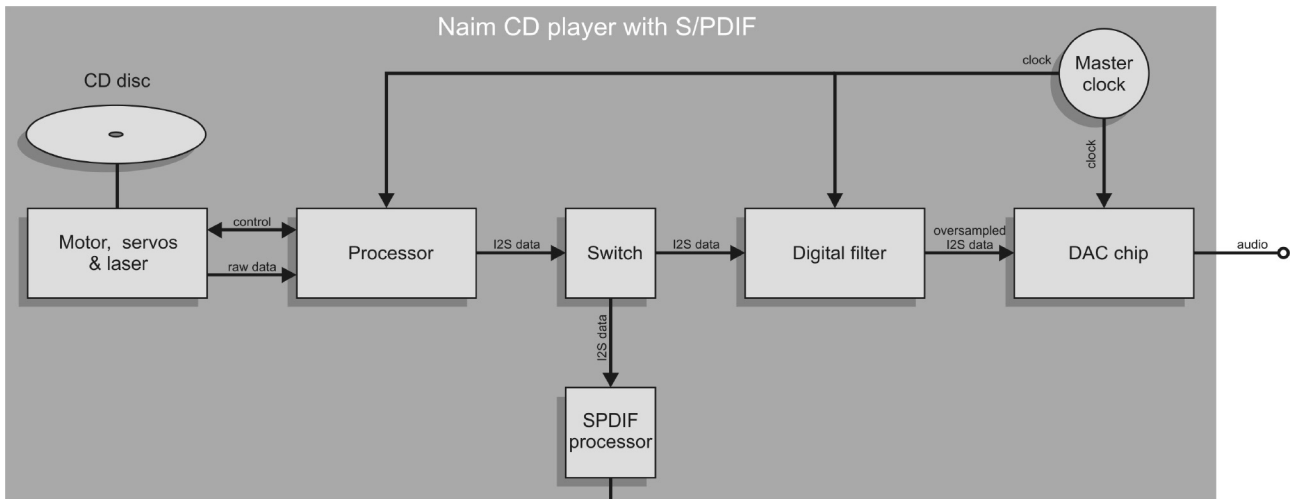 Naim CD player with S/PDIF
CD disc
clock
Master
clock
clock
Motor, servos
& laser
control
raw data
Processor
I2S data
Switch
I2S data
Digital filter
oversampled
I2S data
DAC chip
audio
I2S data
SPDIF
processor